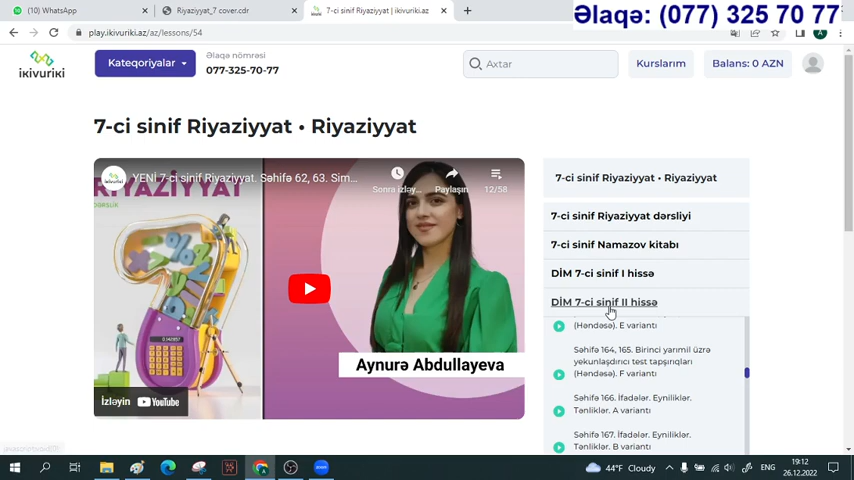 (10) WhatsApp
Riyaziyyat_7 cover.cdr
7-ci sinif Riyaziyyat | ikivuriki.az
Əlaqə: (077) 325 70 77
play.ikivuriki.az/az/lessons/54
A
iKiVURiKi
Kateqoriyalar
Əlaqə nömrəsi
077-325-70-77
Axtar
Kurslarım
Balans: 0 AZN
7-ci sinif Riyaziyyat • Riyaziyyat
YENİ 7-ci sinif Riyaziyyat. Səhifə 62, 63. Sim...
Sonra izləy...
Paylaşın
12/58
RİYAZİYYAT
DƏRSLİK
Aynurə Abdullayeva
İzləyin
YouTube
7-ci sinif Riyaziyyat • Riyaziyyat
7-ci sinif Riyaziyyat dərsliyi
7-ci sinif Namazov kitabı
DİM 7-ci sinif I hissə
DİM 7-ci sinif II hissə
(Həndəsə). E variantı
Səhifə 164, 165. Birinci yarımil üzrə
yekunlaşdırıcı test tapşırıqları
(Həndəsə). F variantı
Səhifə 166. İfadələr. Eyniliklər.
Tənliklər. A variantı
Səhifə 167. İfadələr. Eyniliklər.
Tənliklər. B variantı
44°F Cloudy
ENG
19:12
26.12.2022